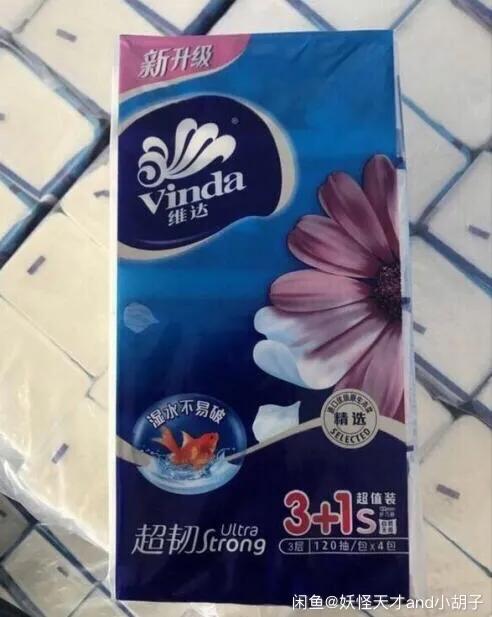 新升级
Vinda
维达
湿水不易破
精选
SELECTED
超韧 Ultra Strong
3+1 超值装
S
3层 120抽/包x4包
闲鱼@妖怪天才and小胡子